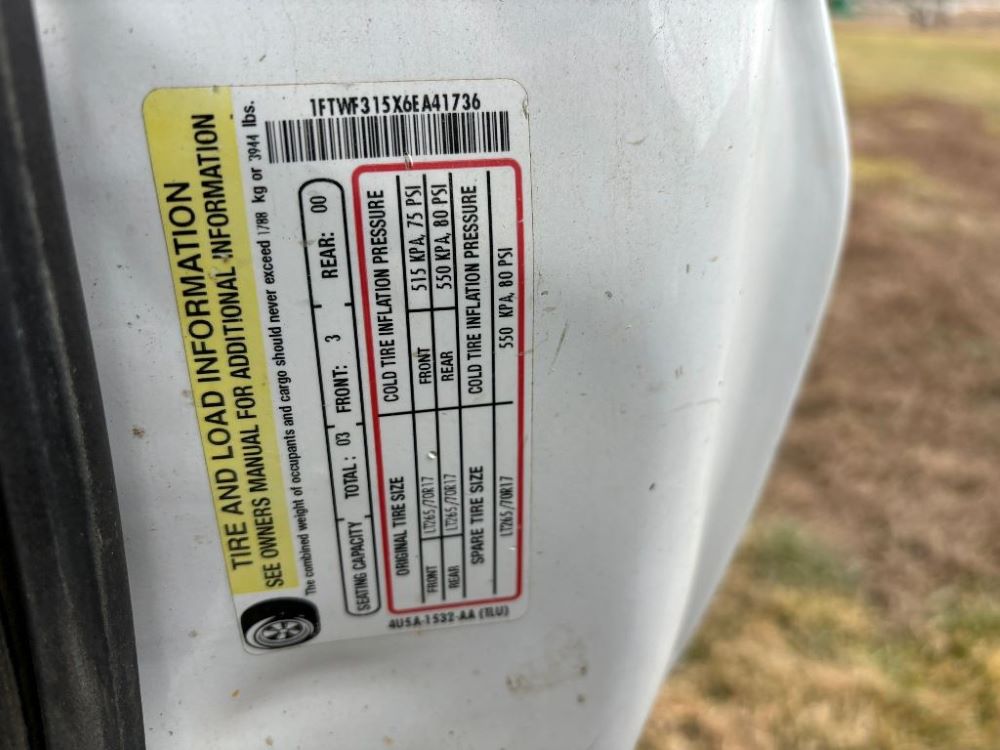 1FTWF315X6EA41736
TIRE AND LOAD INFORMATION
SEE OWNERS MANUAL FOR ADDITIONAL INFORMATION
The combined weight of occupants and cargo should never exceed 1788 kg or 3944 lbs.
SEATING CAPACITY TOTAL: 03 FRONT: 3 REAR: 00
ORIGINAL TIRE SIZE COLD TIRE INFLATION PRESSURE
FRONT LT265/70R17 FRONT 515 KPA, 75 PSI
REAR LT265/70R17 REAR 550 KPA, 80 PSI
SPARE TIRE SIZE COLD TIRE INFLATION PRESSURE
LT265/70R17 550 KPA, 80 PSI
4U5A-1532-AA (TLU)